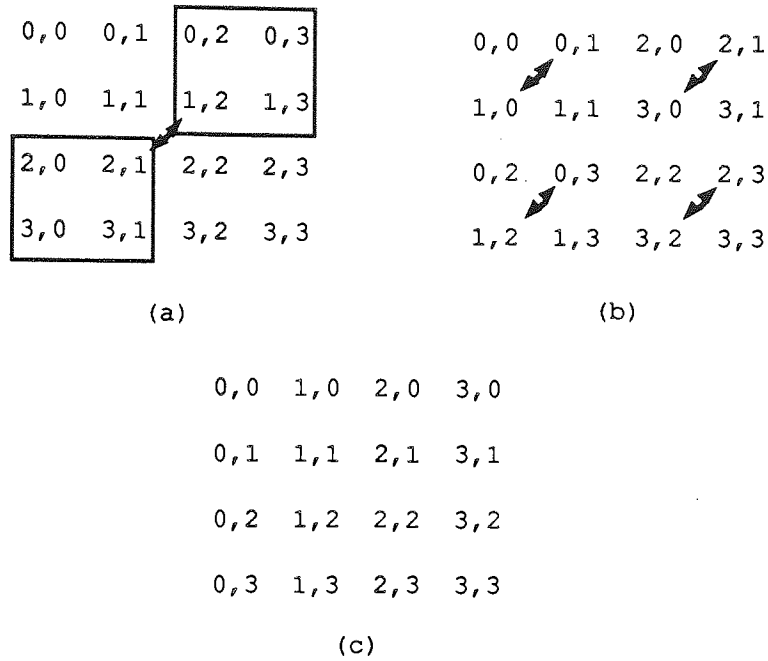 0,0 0,1 0,2 0,3
1,0 1,1 1,2 1,3
2,0 2,1 2,2 2,3
3,0 3,1 3,2 3,3
(a)
0,0 0,1 2,0 2,1
1,0 1,1 3,0 3,1
0,2 0,3 2,2 2,3
1,2 1,3 3,2 3,3
(b)
0,0 1,0 2,0 3,0
0,1 1,1 2,1 3,1
0,2 1,2 2,2 3,2
0,3 1,3 2,3 3,3
(c)